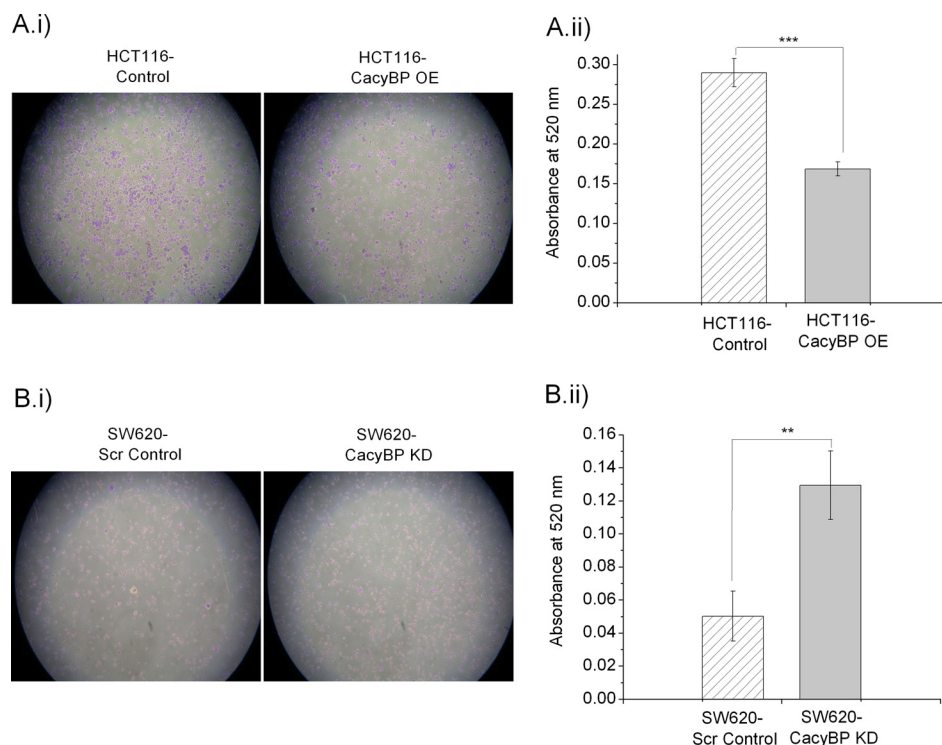 A.i)
HCT116-
Control
HCT116-
CacyBP OE
A.ii)
***
Absorbance at 520 nm
0.30
0.25
0.20
0.15
0.10
0.05
0.00
HCT116-
Control
HCT116-
CacyBP OE
B.i)
SW620-
Scr Control
SW620-
CacyBP KD
B.ii)
**
Absorbance at 520 nm
0.16
0.14
0.12
0.10
0.08
0.06
0.04
0.02
0.00
SW620-
Scr Control
SW620-
CacyBP KD